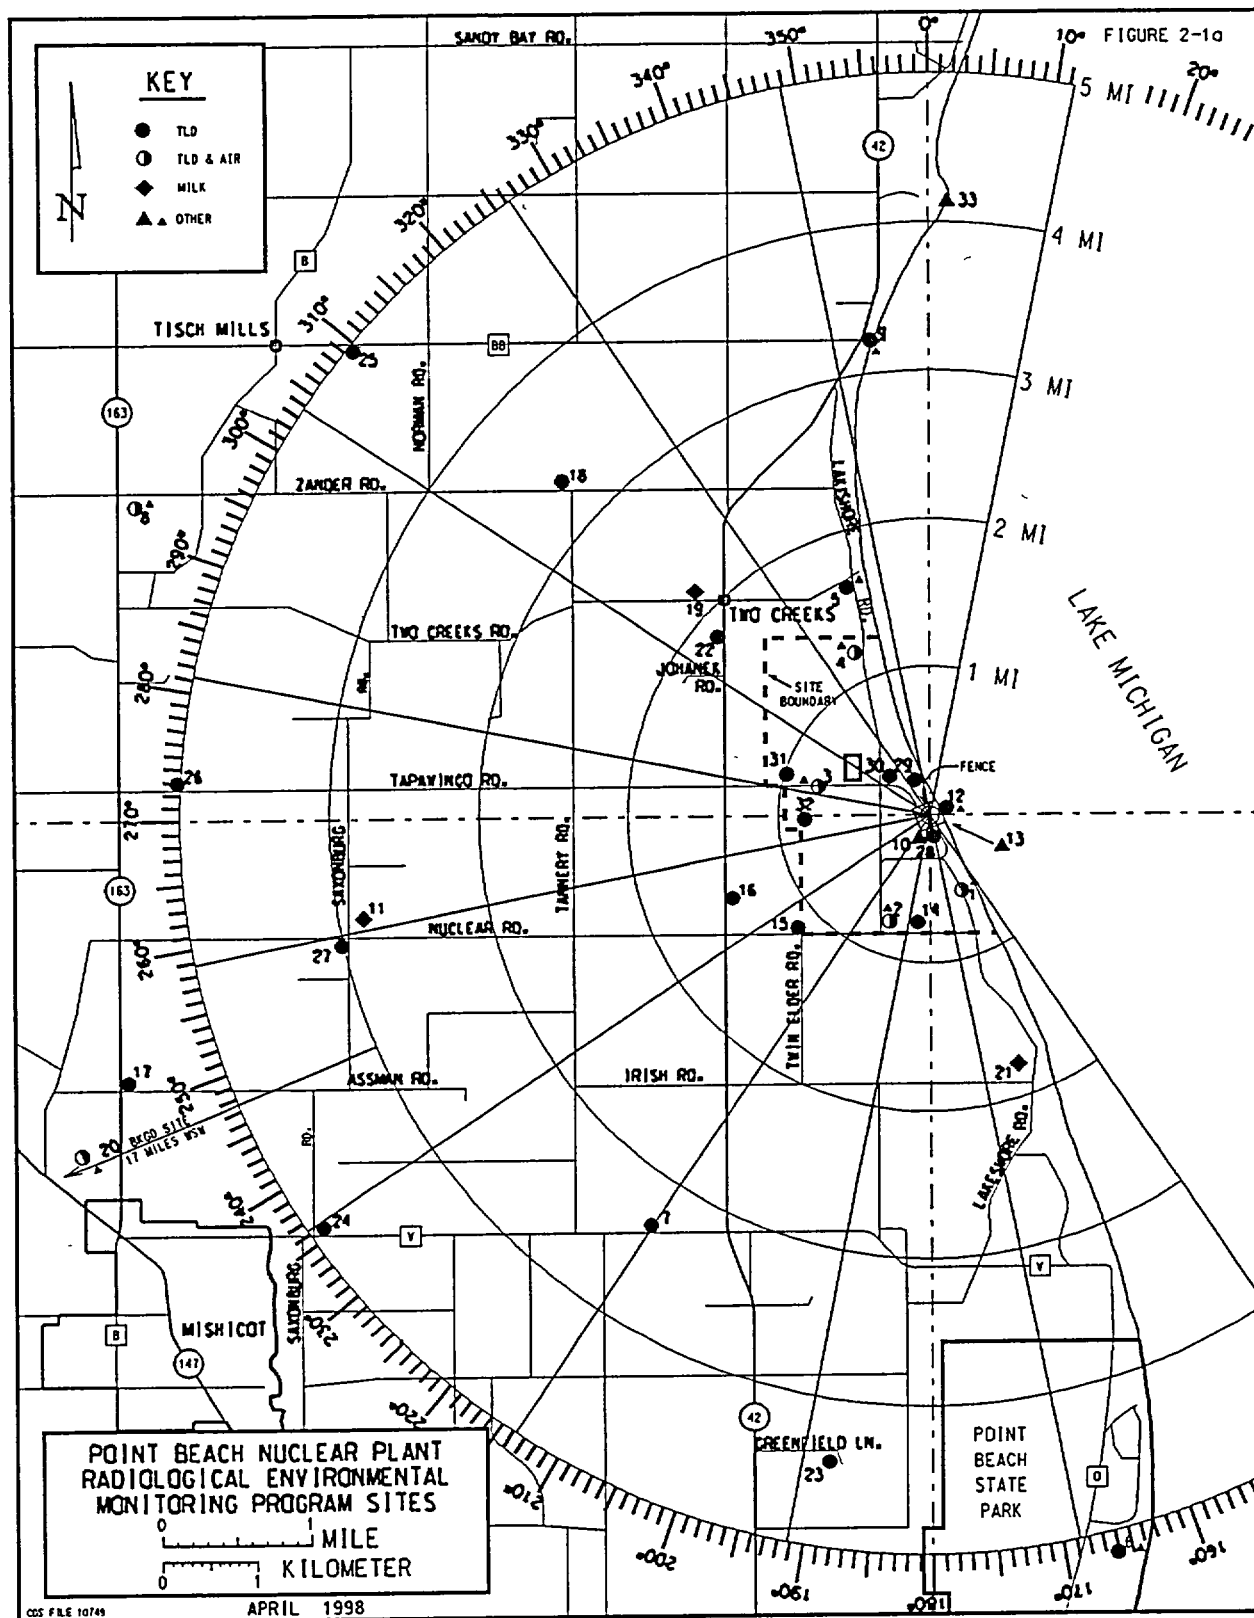 FIGURE 2-1a
SANDY BAY RD.
350°
0°
10°
20°
340°
330°
320°
310°
300°
290°
280°
270°
260°
250°
240°
230°
220°
210°
200°
190°
180°
170°
160°
KEY
TLD
TLD & AIR
MILK
OTHER
N
5 MI
4 MI
3 MI
2 MI
1 MI
42
33
B
TISCH MILLS
25
BB
9
163
NORMAN RD.
ZANDER RD.
18
LAKESHORE
RD.
8
5
19
TWO CREEKS
TWO CREEKS RD.
22
JOHANEK
RD.
4
SITE
BOUNDARY
RD.
LAKE MICHIGAN
31
3
30
29
FENCE
26
TAPAWINGO RD.
12
32
10
28
13
SAXONBURG
TANNERY RD.
163
11
16
1
2
14
NUCLEAR RD.
15
27
TWIN ELDER RD.
17
ASSMAN RD.
IRISH RD.
21
20
BKGD SITE
17 MILES WSW
RD.
LAKESHORE RD.
24
V
7
V
SAXONBURG
MISHICOT
B
147
42
GREENFIELD LN.
23
POINT
BEACH
STATE
PARK
O
6
POINT BEACH NUCLEAR PLANT
RADIOLOGICAL ENVIRONMENTAL
MONITORING PROGRAM SITES
0 1
MILE
KILOMETER
0 1
CDS FILE 10749
APRIL 1998